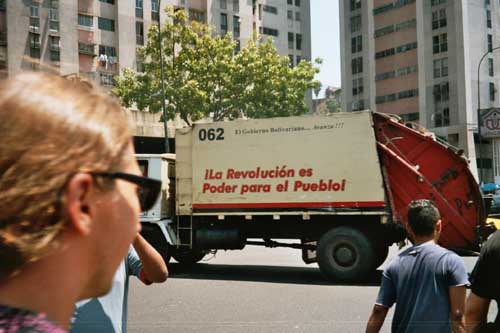 062 El Gobierno Bolivariano... Avanza!!!
¡La Revolución es
Poder para el Pueblo!